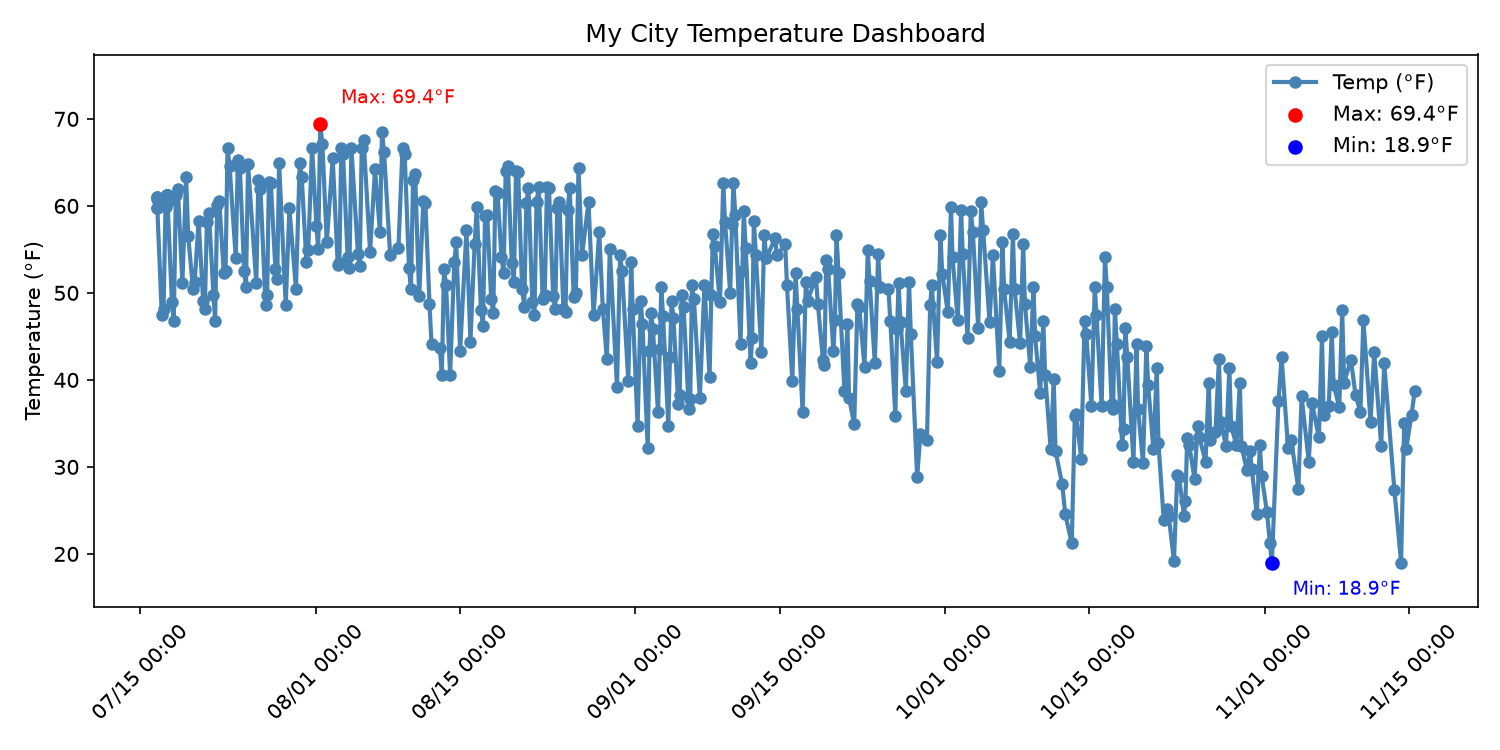 My City Temperature Dashboard
Temp (°F)
Max: 69.4°F
Min: 18.9°F
Max: 69.4°F
Min: 18.9°F
Temperature (°F)
70
60
50
40
30
20
07/15 00:00
08/01 00:00
08/15 00:00
09/01 00:00
09/15 00:00
10/01 00:00
10/15 00:00
11/01 00:00
11/15 00:00